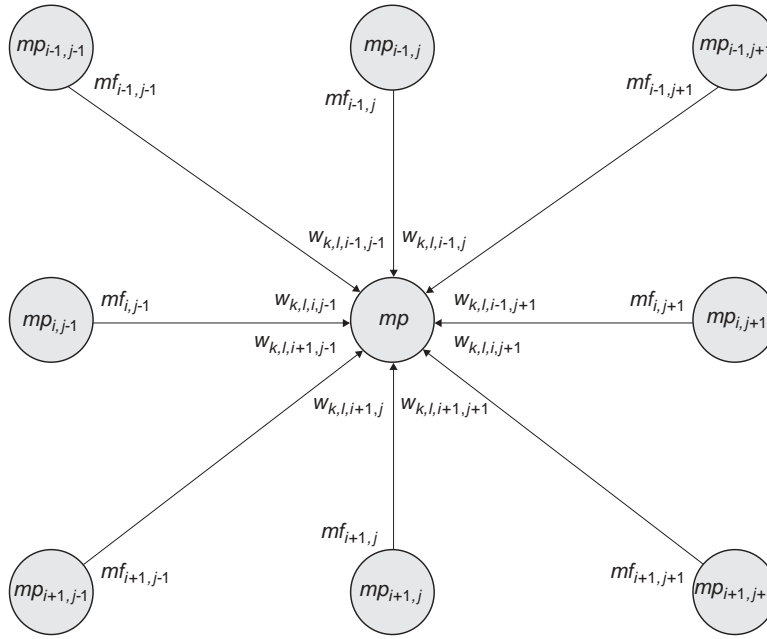 mp_{i-1,j-1}
mp_{i-1,j}
mp_{i-1,j+1}
mf_{i-1,j-1}
mf_{i-1,j}
mf_{i-1,j+1}
w_{k,l,i-1,j-1}
w_{k,l,i-1,j}
mp_{i,j-1}
mf_{i,j-1}
w_{k,l,i,j-1}
mp
w_{k,l,i-1,j+1}
mf_{i,j+1}
mp_{i,j+1}
w_{k,l,i+1,j-1}
w_{k,l,i,j+1}
w_{k,l,i+1,j}
w_{k,l,i+1,j+1}
mf_{i+1,j}
mf_{i+1,j-1}
mf_{i+1,j+1}
mp_{i+1,j-1}
mp_{i+1,j}
mp_{i+1,j+1}